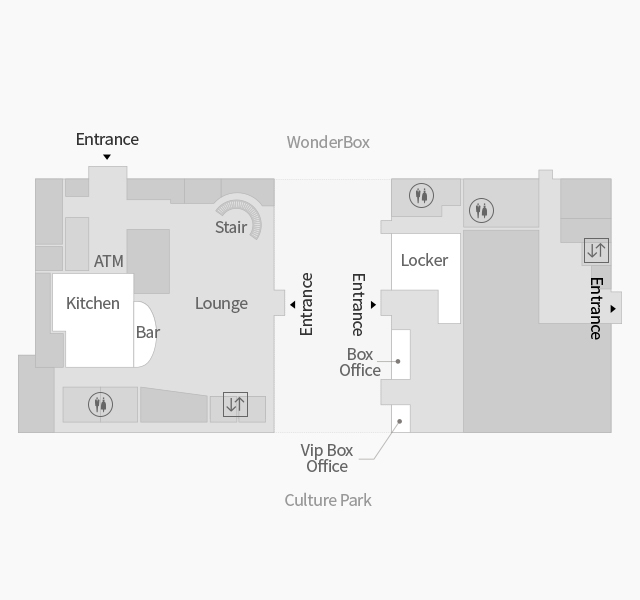 Entrance
WonderBox
Stair
ATM
Locker
Kitchen
Lounge
Entrance
Entrance
Entrance
Bar
Box
Office
Vip Box
Office
Culture Park